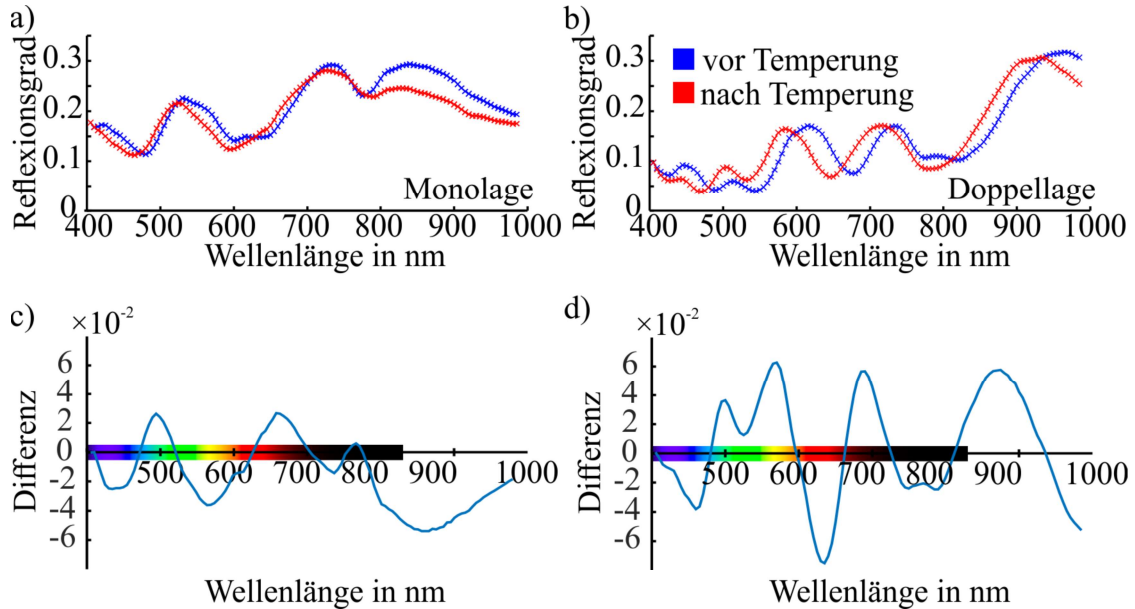 a)
Reflexionsgrad
0.3
0.2
0.1
0
400 500 600 700 800 900 1000
Wellenlänge in nm
Monolage
b)
Reflexionsgrad
0.3
0.2
0.1
0
400 500 600 700 800 900 1000
Wellenlänge in nm
vor Temperung
nach Temperung
Doppellage
c)
×10-2
Differenz
6
4
2
0
-2
-4
-6
500 600 700 800 900 1000
Wellenlänge in nm
d)
×10-2
Differenz
6
4
2
0
-2
-4
-6
500 600 700 800 900 1000
Wellenlänge in nm